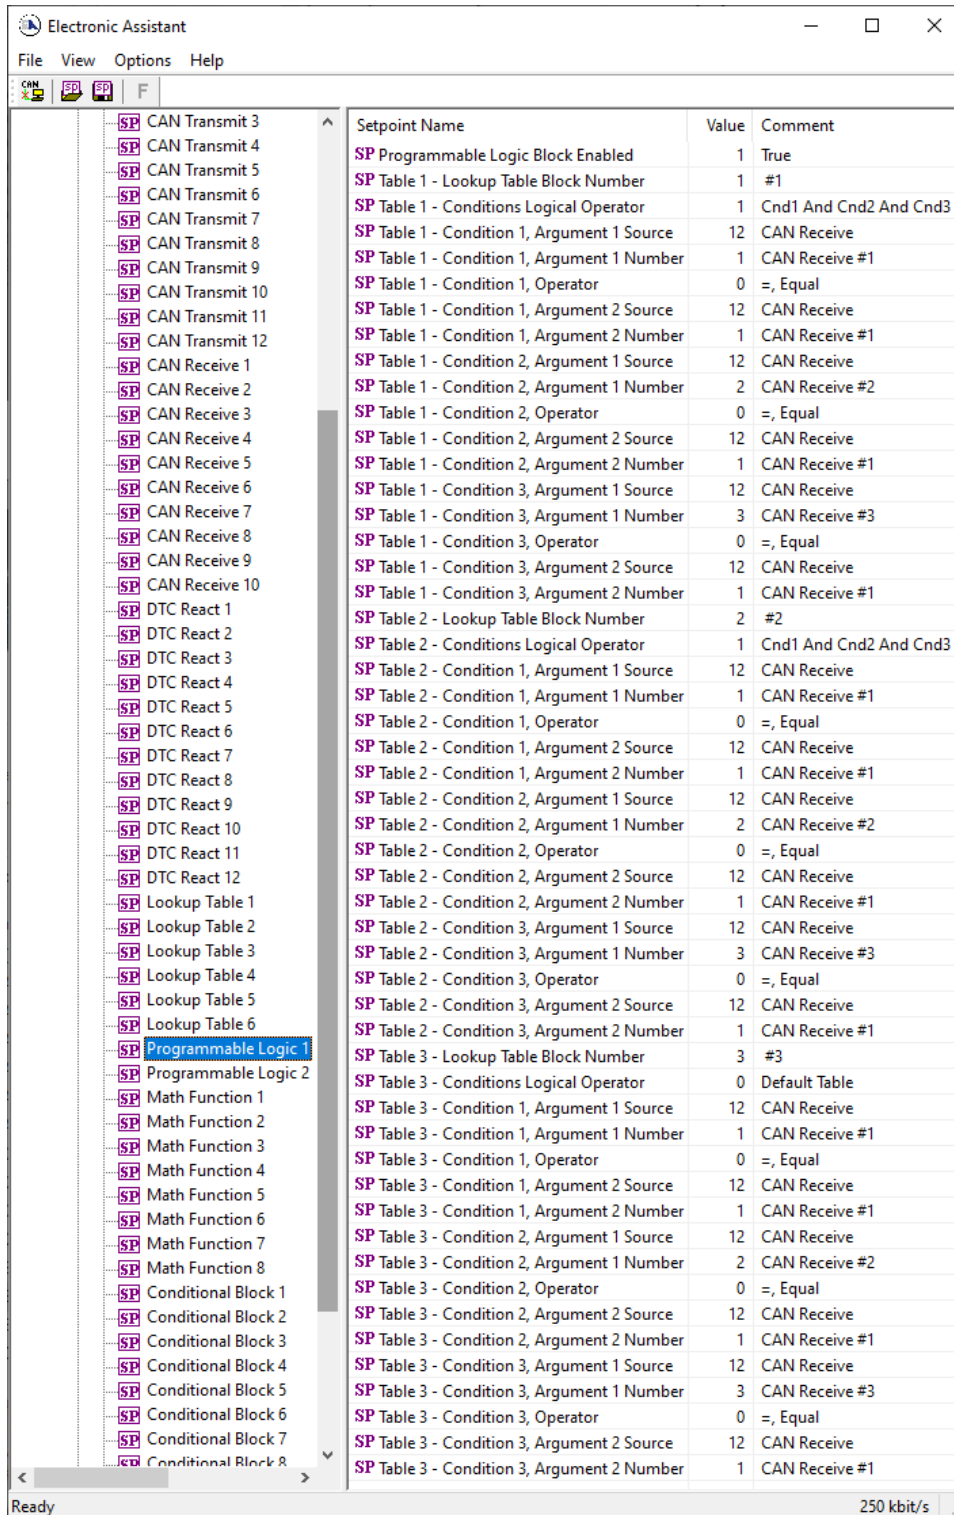 Electronic Assistant
File View Options Help
CAN SP SP F
CAN Transmit 3
CAN Transmit 4
CAN Transmit 5
CAN Transmit 6
CAN Transmit 7
CAN Transmit 8
CAN Transmit 9
CAN Transmit 10
CAN Transmit 11
CAN Transmit 12
CAN Receive 1
CAN Receive 2
CAN Receive 3
CAN Receive 4
CAN Receive 5
CAN Receive 6
CAN Receive 7
CAN Receive 8
CAN Receive 9
CAN Receive 10
DTC React 1
DTC React 2
DTC React 3
DTC React 4
DTC React 5
DTC React 6
DTC React 7
DTC React 8
DTC React 9
DTC React 10
DTC React 11
DTC React 12
Lookup Table 1
Lookup Table 2
Lookup Table 3
Lookup Table 4
Lookup Table 5
Lookup Table 6
Programmable Logic 1
Programmable Logic 2
Math Function 1
Math Function 2
Math Function 3
Math Function 4
Math Function 5
Math Function 6
Math Function 7
Math Function 8
Conditional Block 1
Conditional Block 2
Conditional Block 3
Conditional Block 4
Conditional Block 5
Conditional Block 6
Conditional Block 7
Conditional Block 8
Setpoint Name Value Comment
SP Programmable Logic Block Enabled 1 True
SP Table 1 - Lookup Table Block Number 1 #1
SP Table 1 - Conditions Logical Operator 1 Cnd1 And Cnd2 And Cnd3
SP Table 1 - Condition 1, Argument 1 Source 12 CAN Receive
SP Table 1 - Condition 1, Argument 1 Number 1 CAN Receive #1
SP Table 1 - Condition 1, Operator 0 =, Equal
SP Table 1 - Condition 1, Argument 2 Source 12 CAN Receive
SP Table 1 - Condition 1, Argument 2 Number 1 CAN Receive #1
SP Table 1 - Condition 2, Argument 1 Source 12 CAN Receive
SP Table 1 - Condition 2, Argument 1 Number 2 CAN Receive #2
SP Table 1 - Condition 2, Operator 0 =, Equal
SP Table 1 - Condition 2, Argument 2 Source 12 CAN Receive
SP Table 1 - Condition 2, Argument 2 Number 1 CAN Receive #1
SP Table 1 - Condition 3, Argument 1 Source 12 CAN Receive
SP Table 1 - Condition 3, Argument 1 Number 3 CAN Receive #3
SP Table 1 - Condition 3, Operator 0 =, Equal
SP Table 1 - Condition 3, Argument 2 Source 12 CAN Receive
SP Table 1 - Condition 3, Argument 2 Number 1 CAN Receive #1
SP Table 2 - Lookup Table Block Number 2 #2
SP Table 2 - Conditions Logical Operator 1 Cnd1 And Cnd2 And Cnd3
SP Table 2 - Condition 1, Argument 1 Source 12 CAN Receive
SP Table 2 - Condition 1, Argument 1 Number 1 CAN Receive #1
SP Table 2 - Condition 1, Operator 0 =, Equal
SP Table 2 - Condition 1, Argument 2 Source 12 CAN Receive
SP Table 2 - Condition 1, Argument 2 Number 1 CAN Receive #1
SP Table 2 - Condition 2, Argument 1 Source 12 CAN Receive
SP Table 2 - Condition 2, Argument 1 Number 2 CAN Receive #2
SP Table 2 - Condition 2, Operator 0 =, Equal
SP Table 2 - Condition 2, Argument 2 Source 12 CAN Receive
SP Table 2 - Condition 2, Argument 2 Number 1 CAN Receive #1
SP Table 2 - Condition 3, Argument 1 Source 12 CAN Receive
SP Table 2 - Condition 3, Argument 1 Number 3 CAN Receive #3
SP Table 2 - Condition 3, Operator 0 =, Equal
SP Table 2 - Condition 3, Argument 2 Source 12 CAN Receive
SP Table 2 - Condition 3, Argument 2 Number 1 CAN Receive #1
SP Table 3 - Lookup Table Block Number 3 #3
SP Table 3 - Conditions Logical Operator 0 Default Table
SP Table 3 - Condition 1, Argument 1 Source 12 CAN Receive
SP Table 3 - Condition 1, Argument 1 Number 1 CAN Receive #1
SP Table 3 - Condition 1, Operator 0 =, Equal
SP Table 3 - Condition 1, Argument 2 Source 12 CAN Receive
SP Table 3 - Condition 1, Argument 2 Number 1 CAN Receive #1
SP Table 3 - Condition 2, Argument 1 Source 12 CAN Receive
SP Table 3 - Condition 2, Argument 1 Number 2 CAN Receive #2
SP Table 3 - Condition 2, Operator 0 =, Equal
SP Table 3 - Condition 2, Argument 2 Source 12 CAN Receive
SP Table 3 - Condition 2, Argument 2 Number 1 CAN Receive #1
SP Table 3 - Condition 3, Argument 1 Source 12 CAN Receive
SP Table 3 - Condition 3, Argument 1 Number 3 CAN Receive #3
SP Table 3 - Condition 3, Operator 0 =, Equal
SP Table 3 - Condition 3, Argument 2 Source 12 CAN Receive
SP Table 3 - Condition 3, Argument 2 Number 1 CAN Receive #1
Ready 250 kbit/s